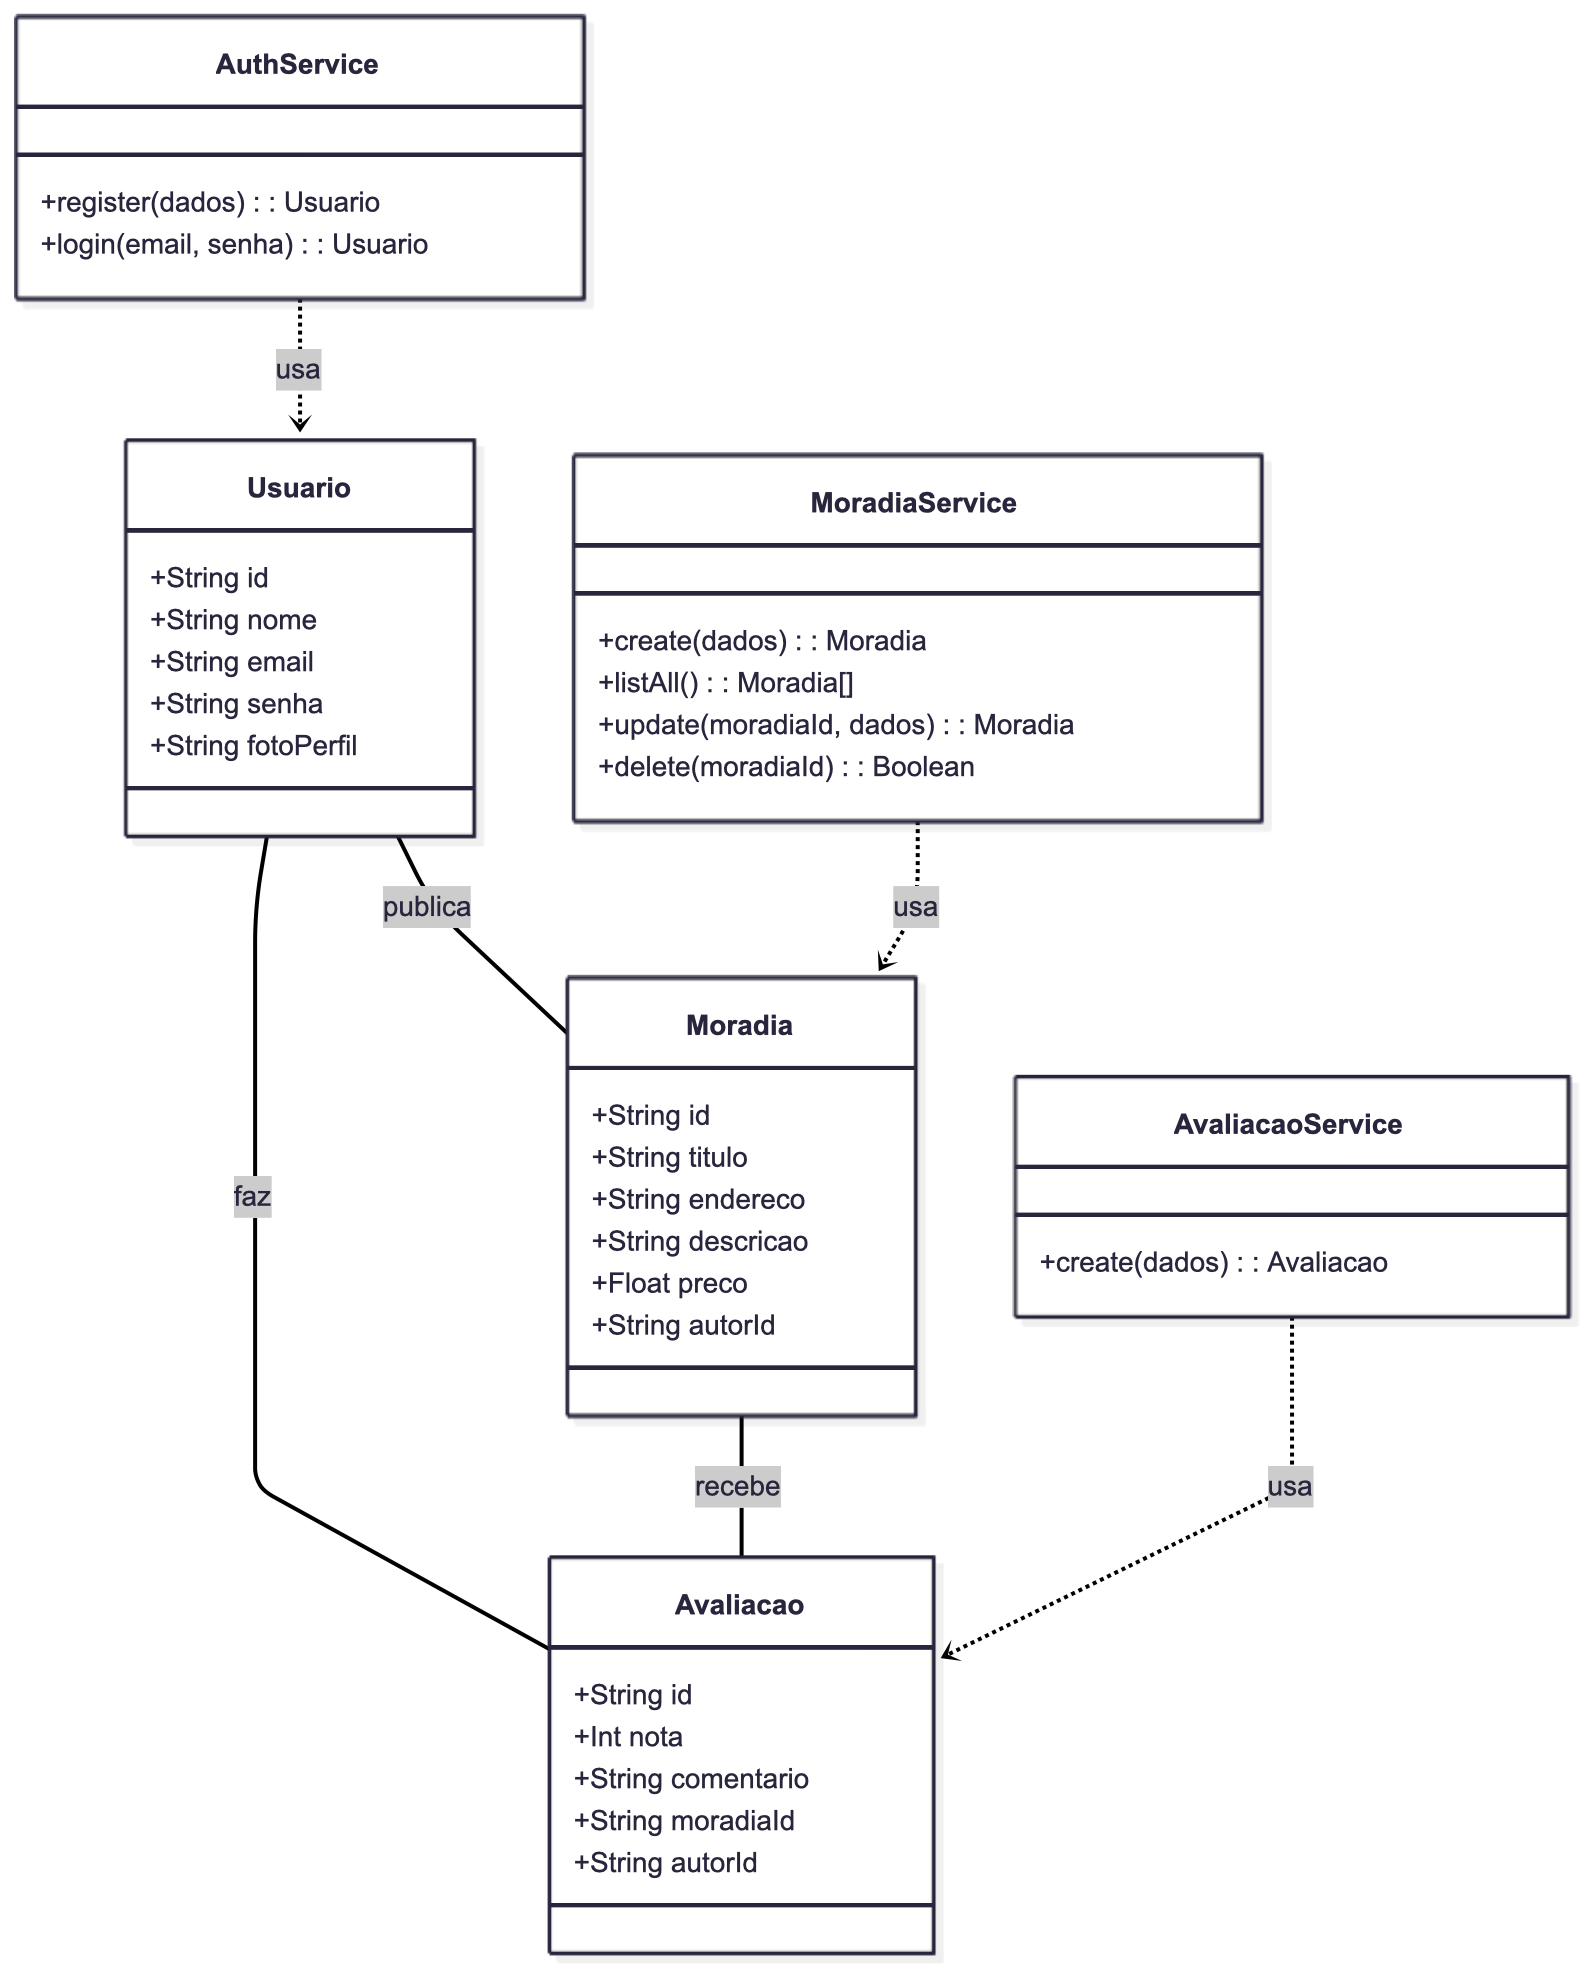 AuthService
+register(dados) : : Usuario
+login(email, senha) : : Usuario
usa
Usuario
+String id
+String nome
+String email
+String senha
+String fotoPerfil
MoradiaService
+create(dados) : : Moradia
+listAll() : : Moradia[]
+update(moradiaId, dados) : : Moradia
+delete(moradiaId) : : Boolean
publica
usa
Moradia
+String id
+String titulo
+String endereco
+String descricao
+Float preco
+String autorId
AvaliacaoService
+create(dados) : : Avaliacao
faz
recebe
usa
Avaliacao
+String id
+Int nota
+String comentario
+String moradiaId
+String autorId